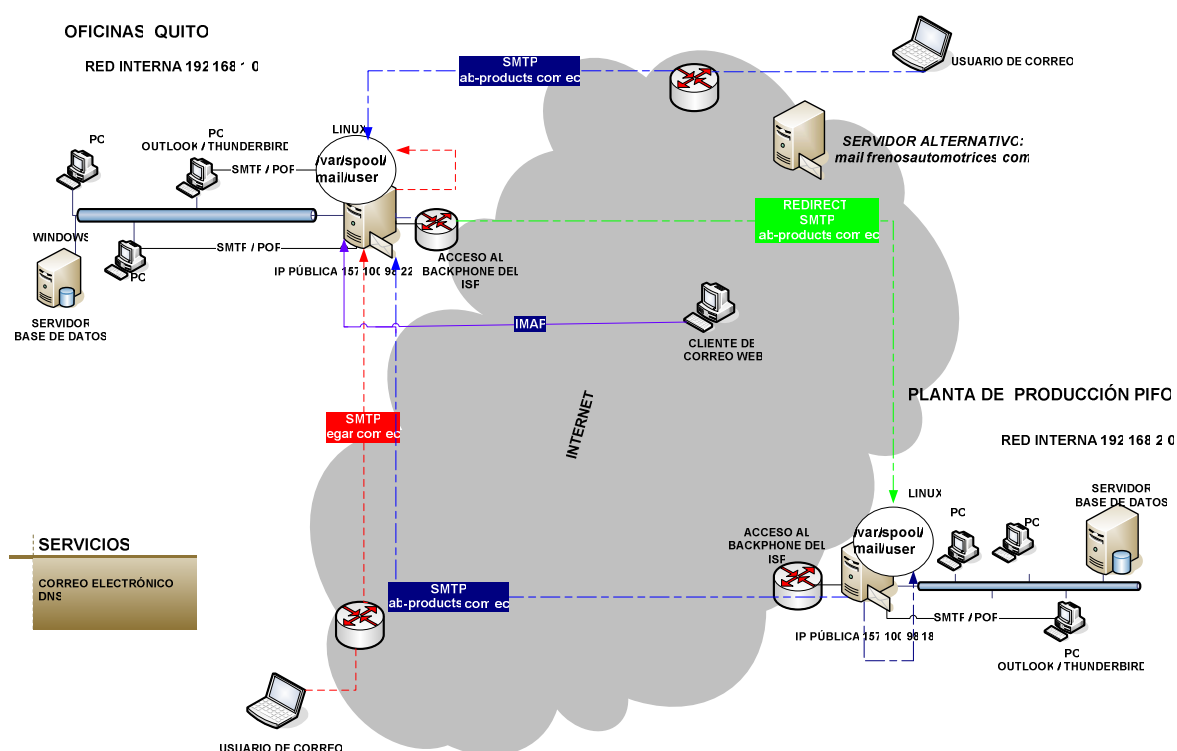 OFICINAS QUITO
RED INTERNA 192 168 1 0
SMTP
ab-products com ec
USUARIO DE CORREO
SERVIDOR ALTERNATIVO:
mail frenosautomotrices com
LINUX
/var/spool/
mail/user
PC
PC
OUTLOOK / THUNDERBIRD
SMTP / POP
REDIRECT
SMTP
ab-products com ec
WINDOWS
SMTP / POP
PC
ACCESO AL
BACKPHONE DEL
ISP
IP PÚBLICA 157 100 98 22
SERVIDOR
BASE DE DATOS
IMAP
CLIENTE DE
CORREO WEB
INTERNET
PLANTA DE PRODUCCIÓN PIFO
RED INTERNA 192 168 2 0
SMTP
egar com ec
LINUX
/var/spool/
mail/user
SERVIDOR
BASE DE DATOS
PC
PC
ACCESO AL
BACKPHONE DEL
ISP
SERVICIOS
CORREO ELECTRÓNICO
DNS
SMTP
ab-products com ec
SMTP / POP
IP PÚBLICA 157 100 98 18
PC
OUTLOOK / THUNDERBIRD
USUARIO DE CORREO